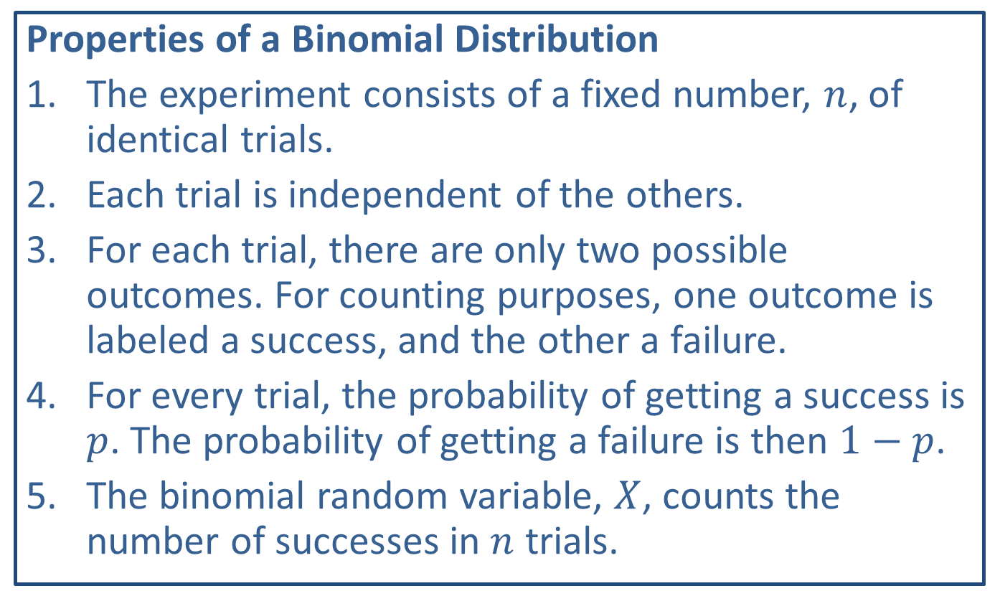 Properties of a Binomial Distribution
1. The experiment consists of a fixed number, n, of
identical trials.
2. Each trial is independent of the others.
3. For each trial, there are only two possible
outcomes. For counting purposes, one outcome is
labeled a success, and the other a failure.
4. For every trial, the probability of getting a success is
p. The probability of getting a failure is then 1 − p.
5. The binomial random variable, X, counts the
number of successes in n trials.